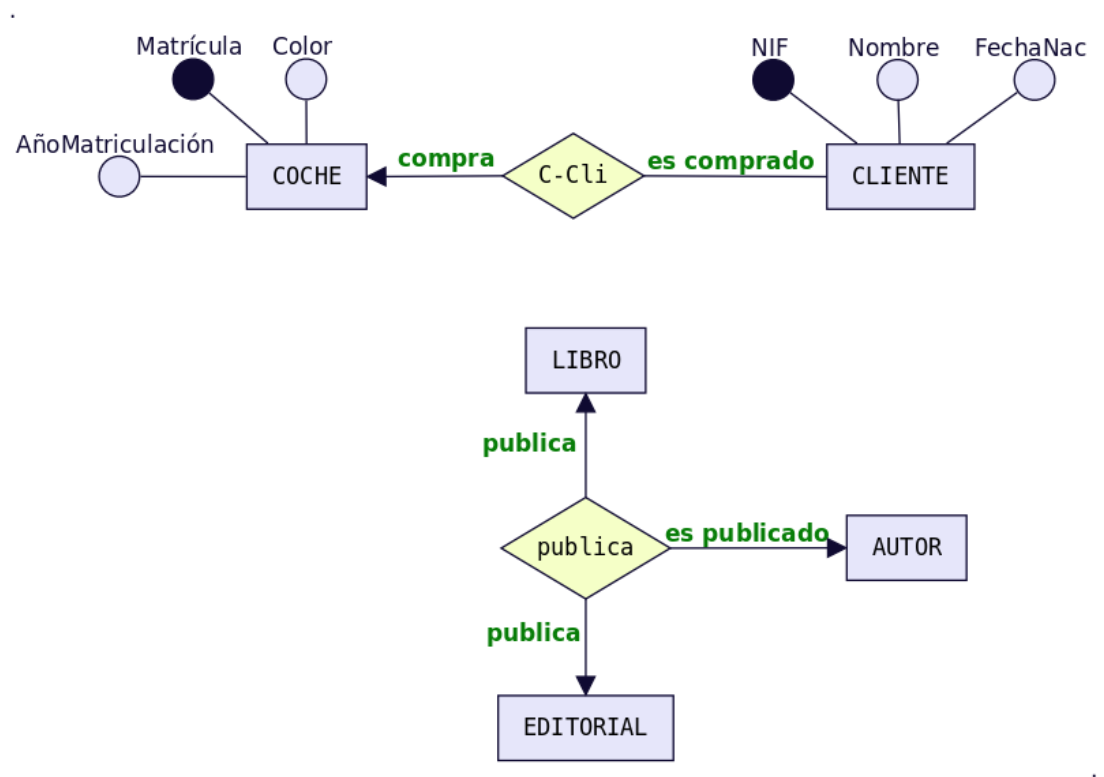 .
Matrícula Color
NIF Nombre FechaNac
AñoMatriculación
COCHE
compra
C-Cli
es comprado
CLIENTE
LIBRO
publica
publica
es publicado
AUTOR
publica
EDITORIAL
.